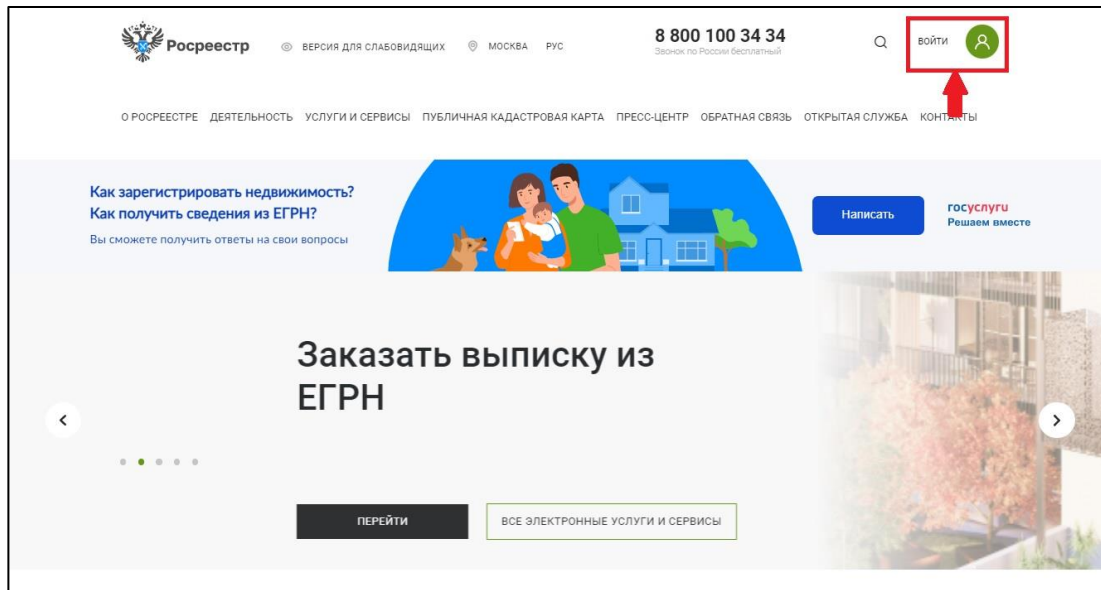 Росреестр
ВЕРСИЯ ДЛЯ СЛАБОВИДЯЩИХ
МОСКВА
РУС
8 800 100 34 34
Звонок по России бесплатный
ВОЙТИ
О РОСРЕЕСТРЕ ДЕЯТЕЛЬНОСТЬ УСЛУГИ И СЕРВИСЫ ПУБЛИЧНАЯ КАДАСТРОВАЯ КАРТА ПРЕСС-ЦЕНТР ОБРАТНАЯ СВЯЗЬ ОТКРЫТАЯ СЛУЖБА КОНТАКТЫ
Как зарегистрировать недвижимость?
Как получить сведения из ЕГРН?
Вы сможете получить ответы на свои вопросы
Написать
госуслуги
Решаем вместе
Заказать выписку из
ЕГРН
ПЕРЕЙТИ
ВСЕ ЭЛЕКТРОННЫЕ УСЛУГИ И СЕРВИСЫ